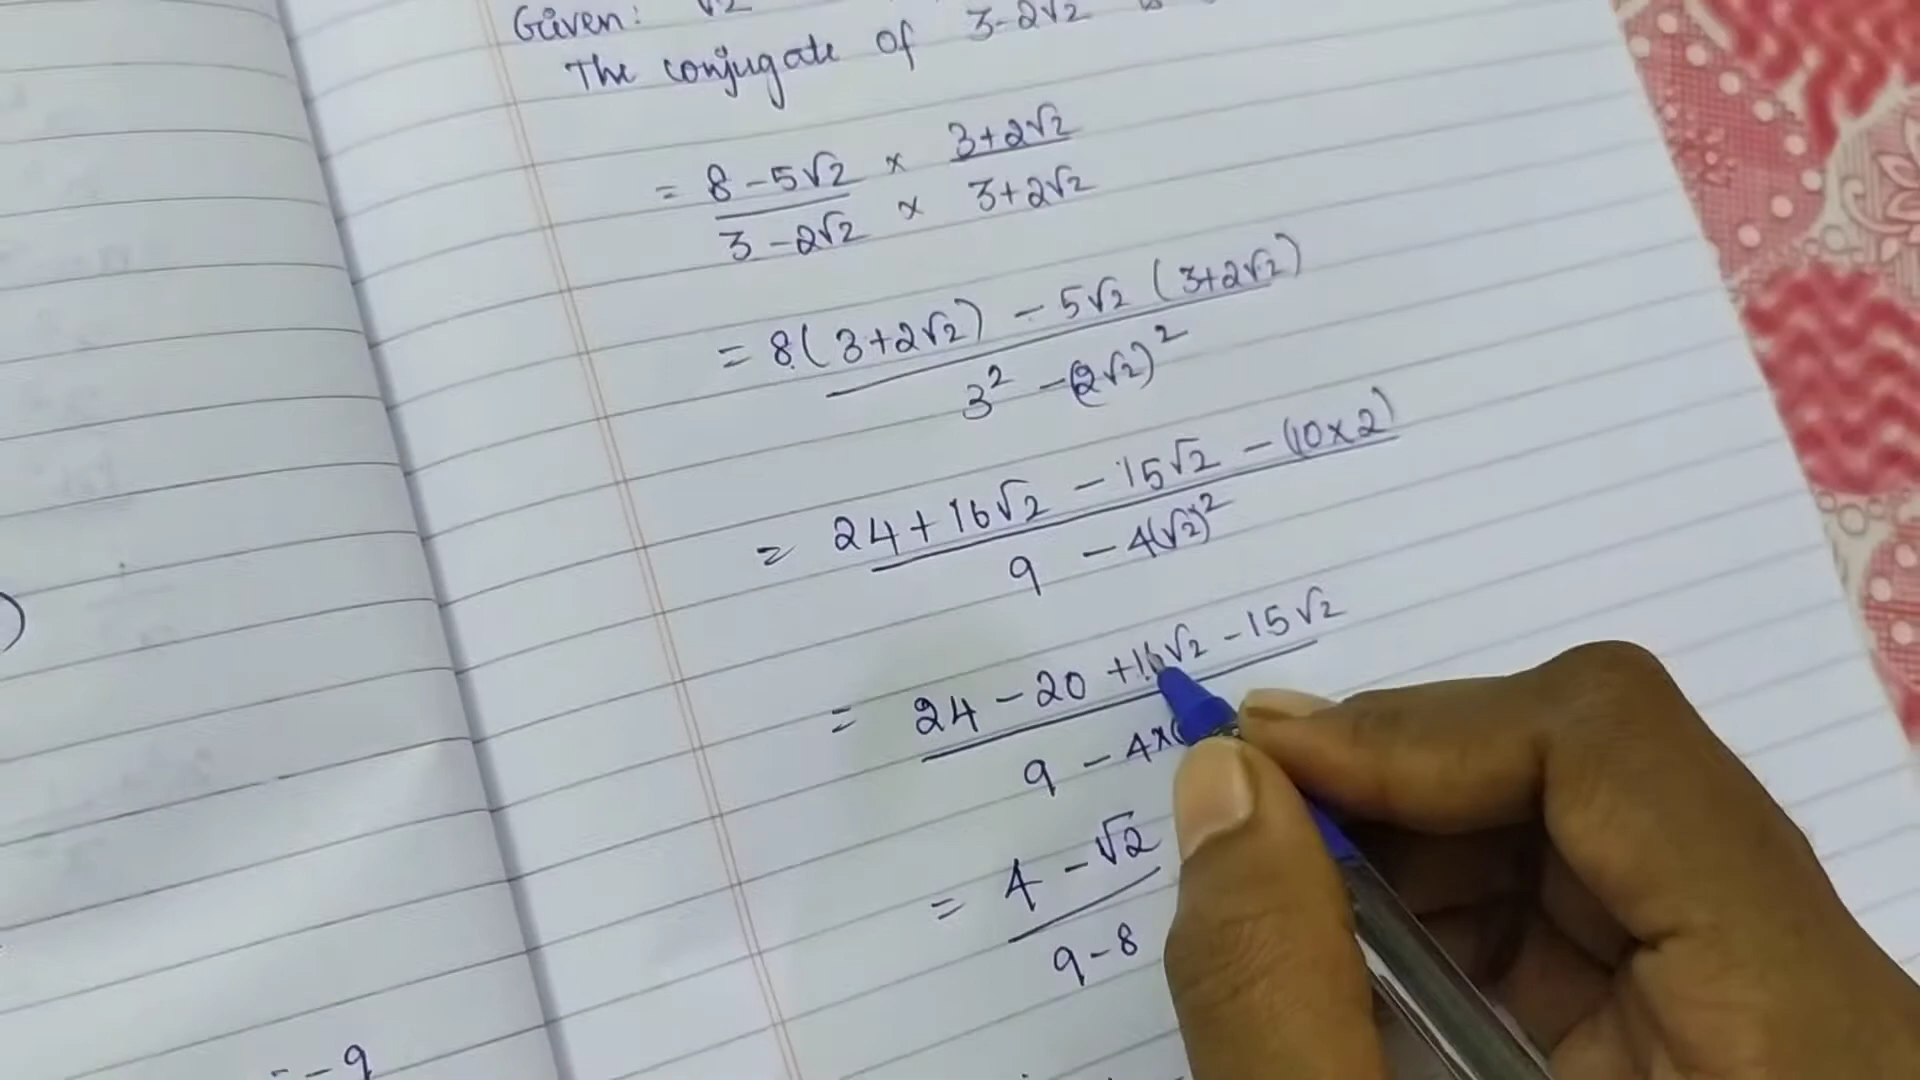 Given: √2
The conjugate of 3-2√2
= 8-5√2 × 3+2√2
3-2√2 × 3+2√2
= 8(3+2√2) - 5√2 (3+2√2)
3² - (2√2)²
= 24+16√2 - 15√2 - (10×2)
9 - 4(√2)²
= 24-20 +16√2 -15√2
9 - 4×
= 4-√2
9-8
-9